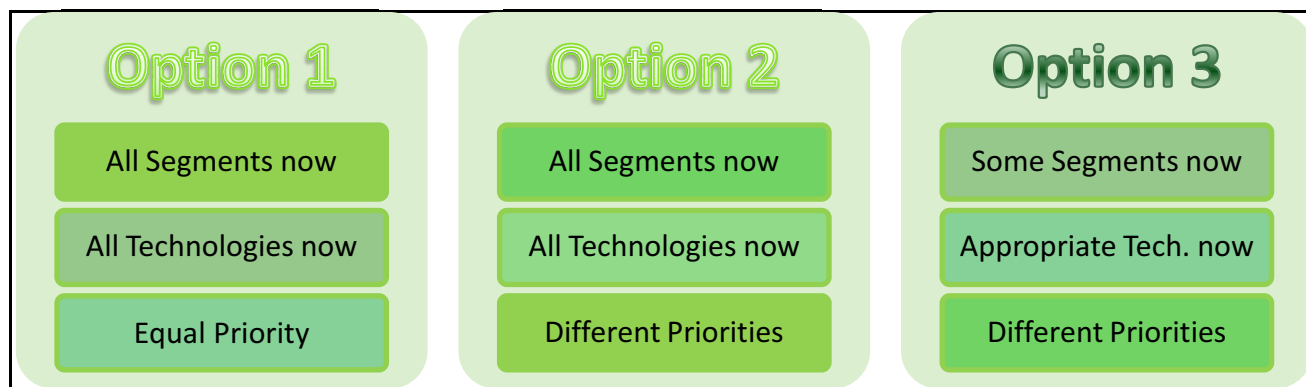 Option 1
All Segments now
All Technologies now
Equal Priority
Option 2
All Segments now
All Technologies now
Different Priorities
Option 3
Some Segments now
Appropriate Tech. now
Different Priorities